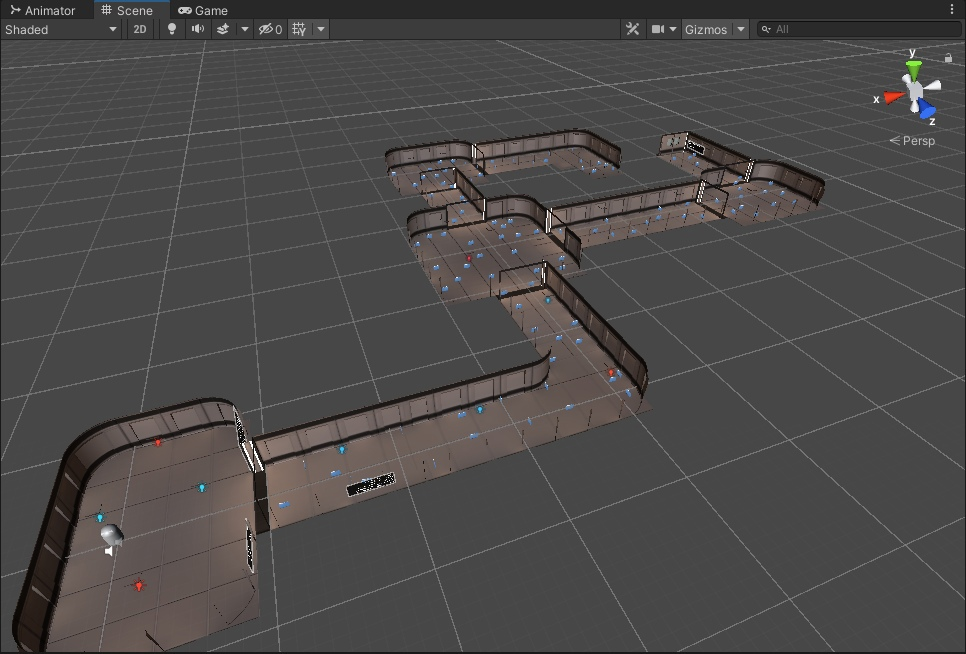 Animator Scene Game
Shaded 2D 0 Gizmos All
y
x
z
Persp